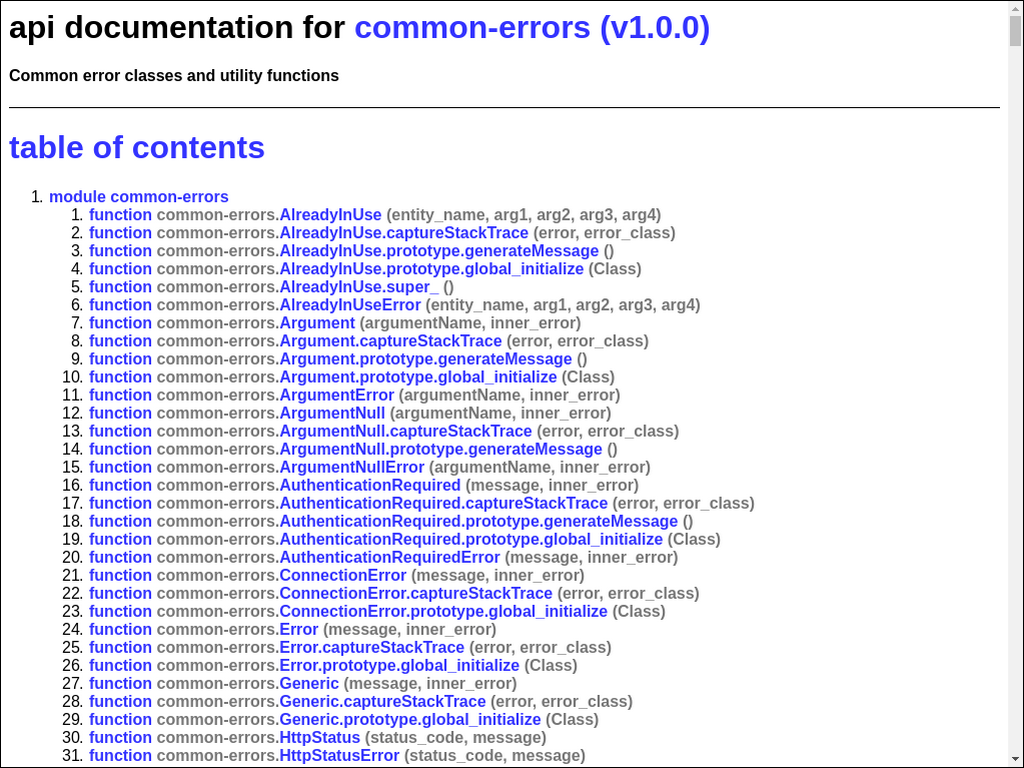 api documentation for common-errors (v1.0.0)
Common error classes and utility functions
table of contents
1. module common-errors
1. function common-errors.AlreadyInUse (entity_name, arg1, arg2, arg3, arg4)
2. function common-errors.AlreadyInUse.captureStackTrace (error, error_class)
3. function common-errors.AlreadyInUse.prototype.generateMessage ()
4. function common-errors.AlreadyInUse.prototype.global_initialize (Class)
5. function common-errors.AlreadyInUse.super_ ()
6. function common-errors.AlreadyInUseError (entity_name, arg1, arg2, arg3, arg4)
7. function common-errors.Argument (argumentName, inner_error)
8. function common-errors.Argument.captureStackTrace (error, error_class)
9. function common-errors.Argument.prototype.generateMessage ()
10. function common-errors.Argument.prototype.global_initialize (Class)
11. function common-errors.ArgumentError (argumentName, inner_error)
12. function common-errors.ArgumentNull (argumentName, inner_error)
13. function common-errors.ArgumentNull.captureStackTrace (error, error_class)
14. function common-errors.ArgumentNull.prototype.generateMessage ()
15. function common-errors.ArgumentNullError (argumentName, inner_error)
16. function common-errors.AuthenticationRequired (message, inner_error)
17. function common-errors.AuthenticationRequired.captureStackTrace (error, error_class)
18. function common-errors.AuthenticationRequired.prototype.generateMessage ()
19. function common-errors.AuthenticationRequired.prototype.global_initialize (Class)
20. function common-errors.AuthenticationRequiredError (message, inner_error)
21. function common-errors.ConnectionError (message, inner_error)
22. function common-errors.ConnectionError.captureStackTrace (error, error_class)
23. function common-errors.ConnectionError.prototype.global_initialize (Class)
24. function common-errors.Error (message, inner_error)
25. function common-errors.Error.captureStackTrace (error, error_class)
26. function common-errors.Error.prototype.global_initialize (Class)
27. function common-errors.Generic (message, inner_error)
28. function common-errors.Generic.captureStackTrace (error, error_class)
29. function common-errors.Generic.prototype.global_initialize (Class)
30. function common-errors.HttpStatus (status_code, message)
31. function common-errors.HttpStatusError (status_code, message)